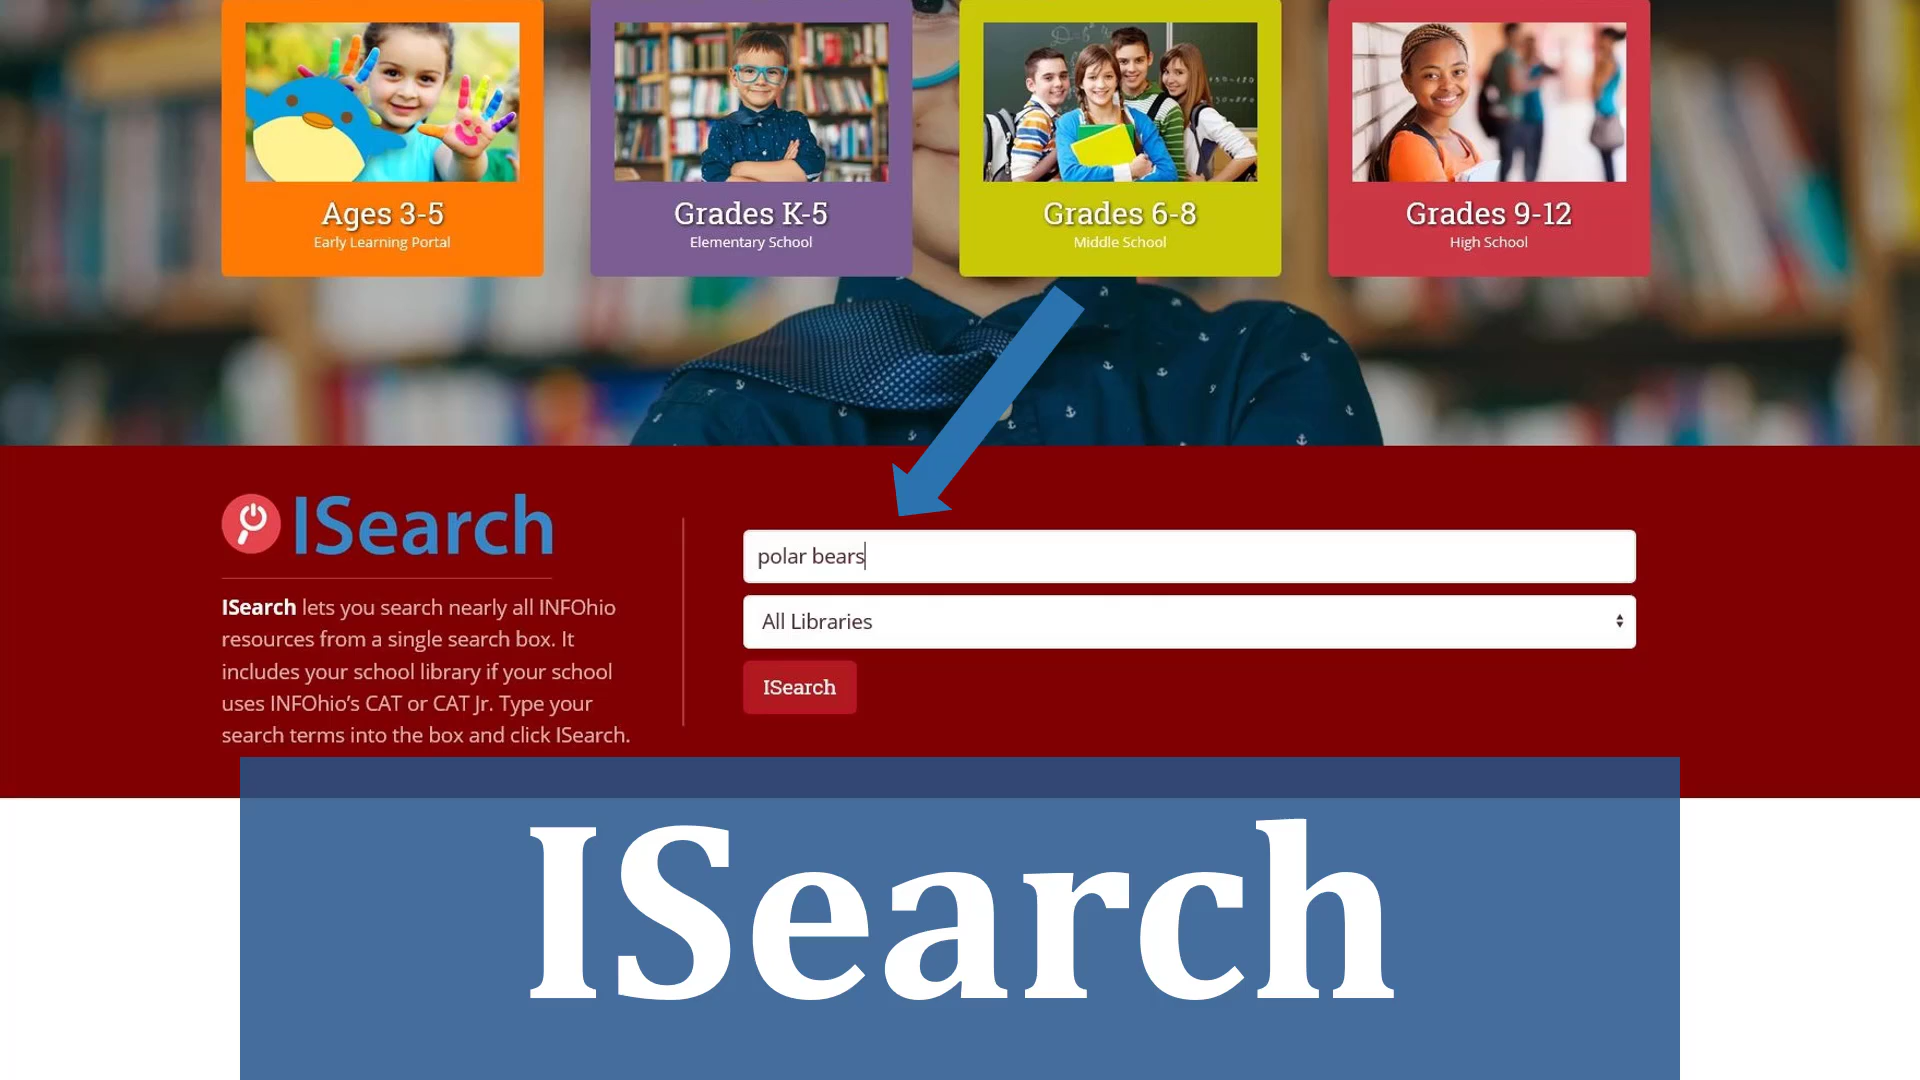 Ages 3-5
Early Learning Portal
Grades K-5
Elementary School
Grades 6-8
Middle School
Grades 9-12
High School
ISearch
ISearch lets you search nearly all INFOhio
resources from a single search box. It
includes your school library if your school
uses INFOhio’s CAT or CAT Jr. Type your
search terms into the box and click ISearch.
polar bears
All Libraries
ISearch
ISearch